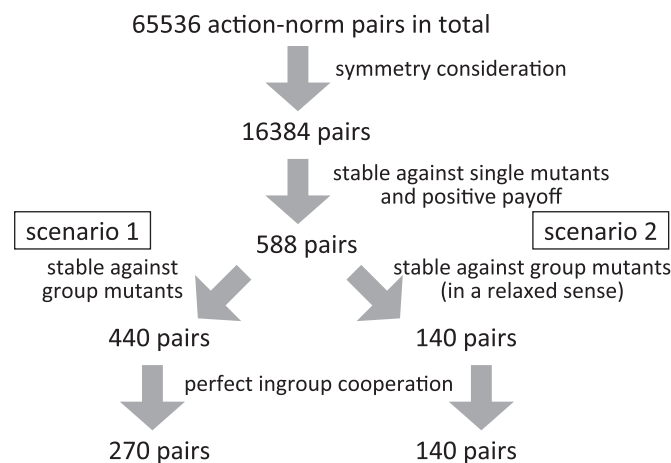 65536 action-norm pairs in total
symmetry consideration
16384 pairs
stable against single mutants
and positive payoff
588 pairs
scenario 1
stable against
group mutants
scenario 2
stable against group mutants
(in a relaxed sense)
440 pairs
140 pairs
perfect ingroup cooperation
270 pairs
140 pairs